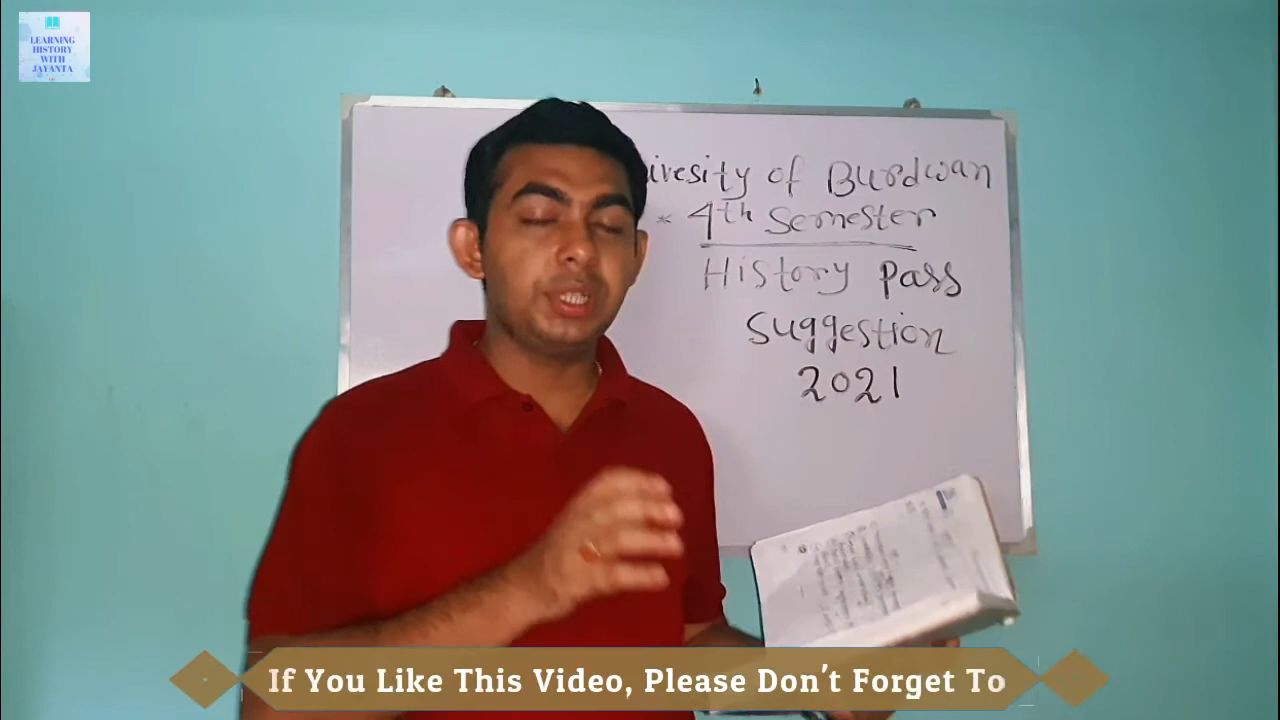 LEARNING
HISTORY
WITH
JAYANTA
ivesity of Burdwan
* 4th Semester
History Pass
Suggestion
2021
If You Like This Video, Please Don't Forget To